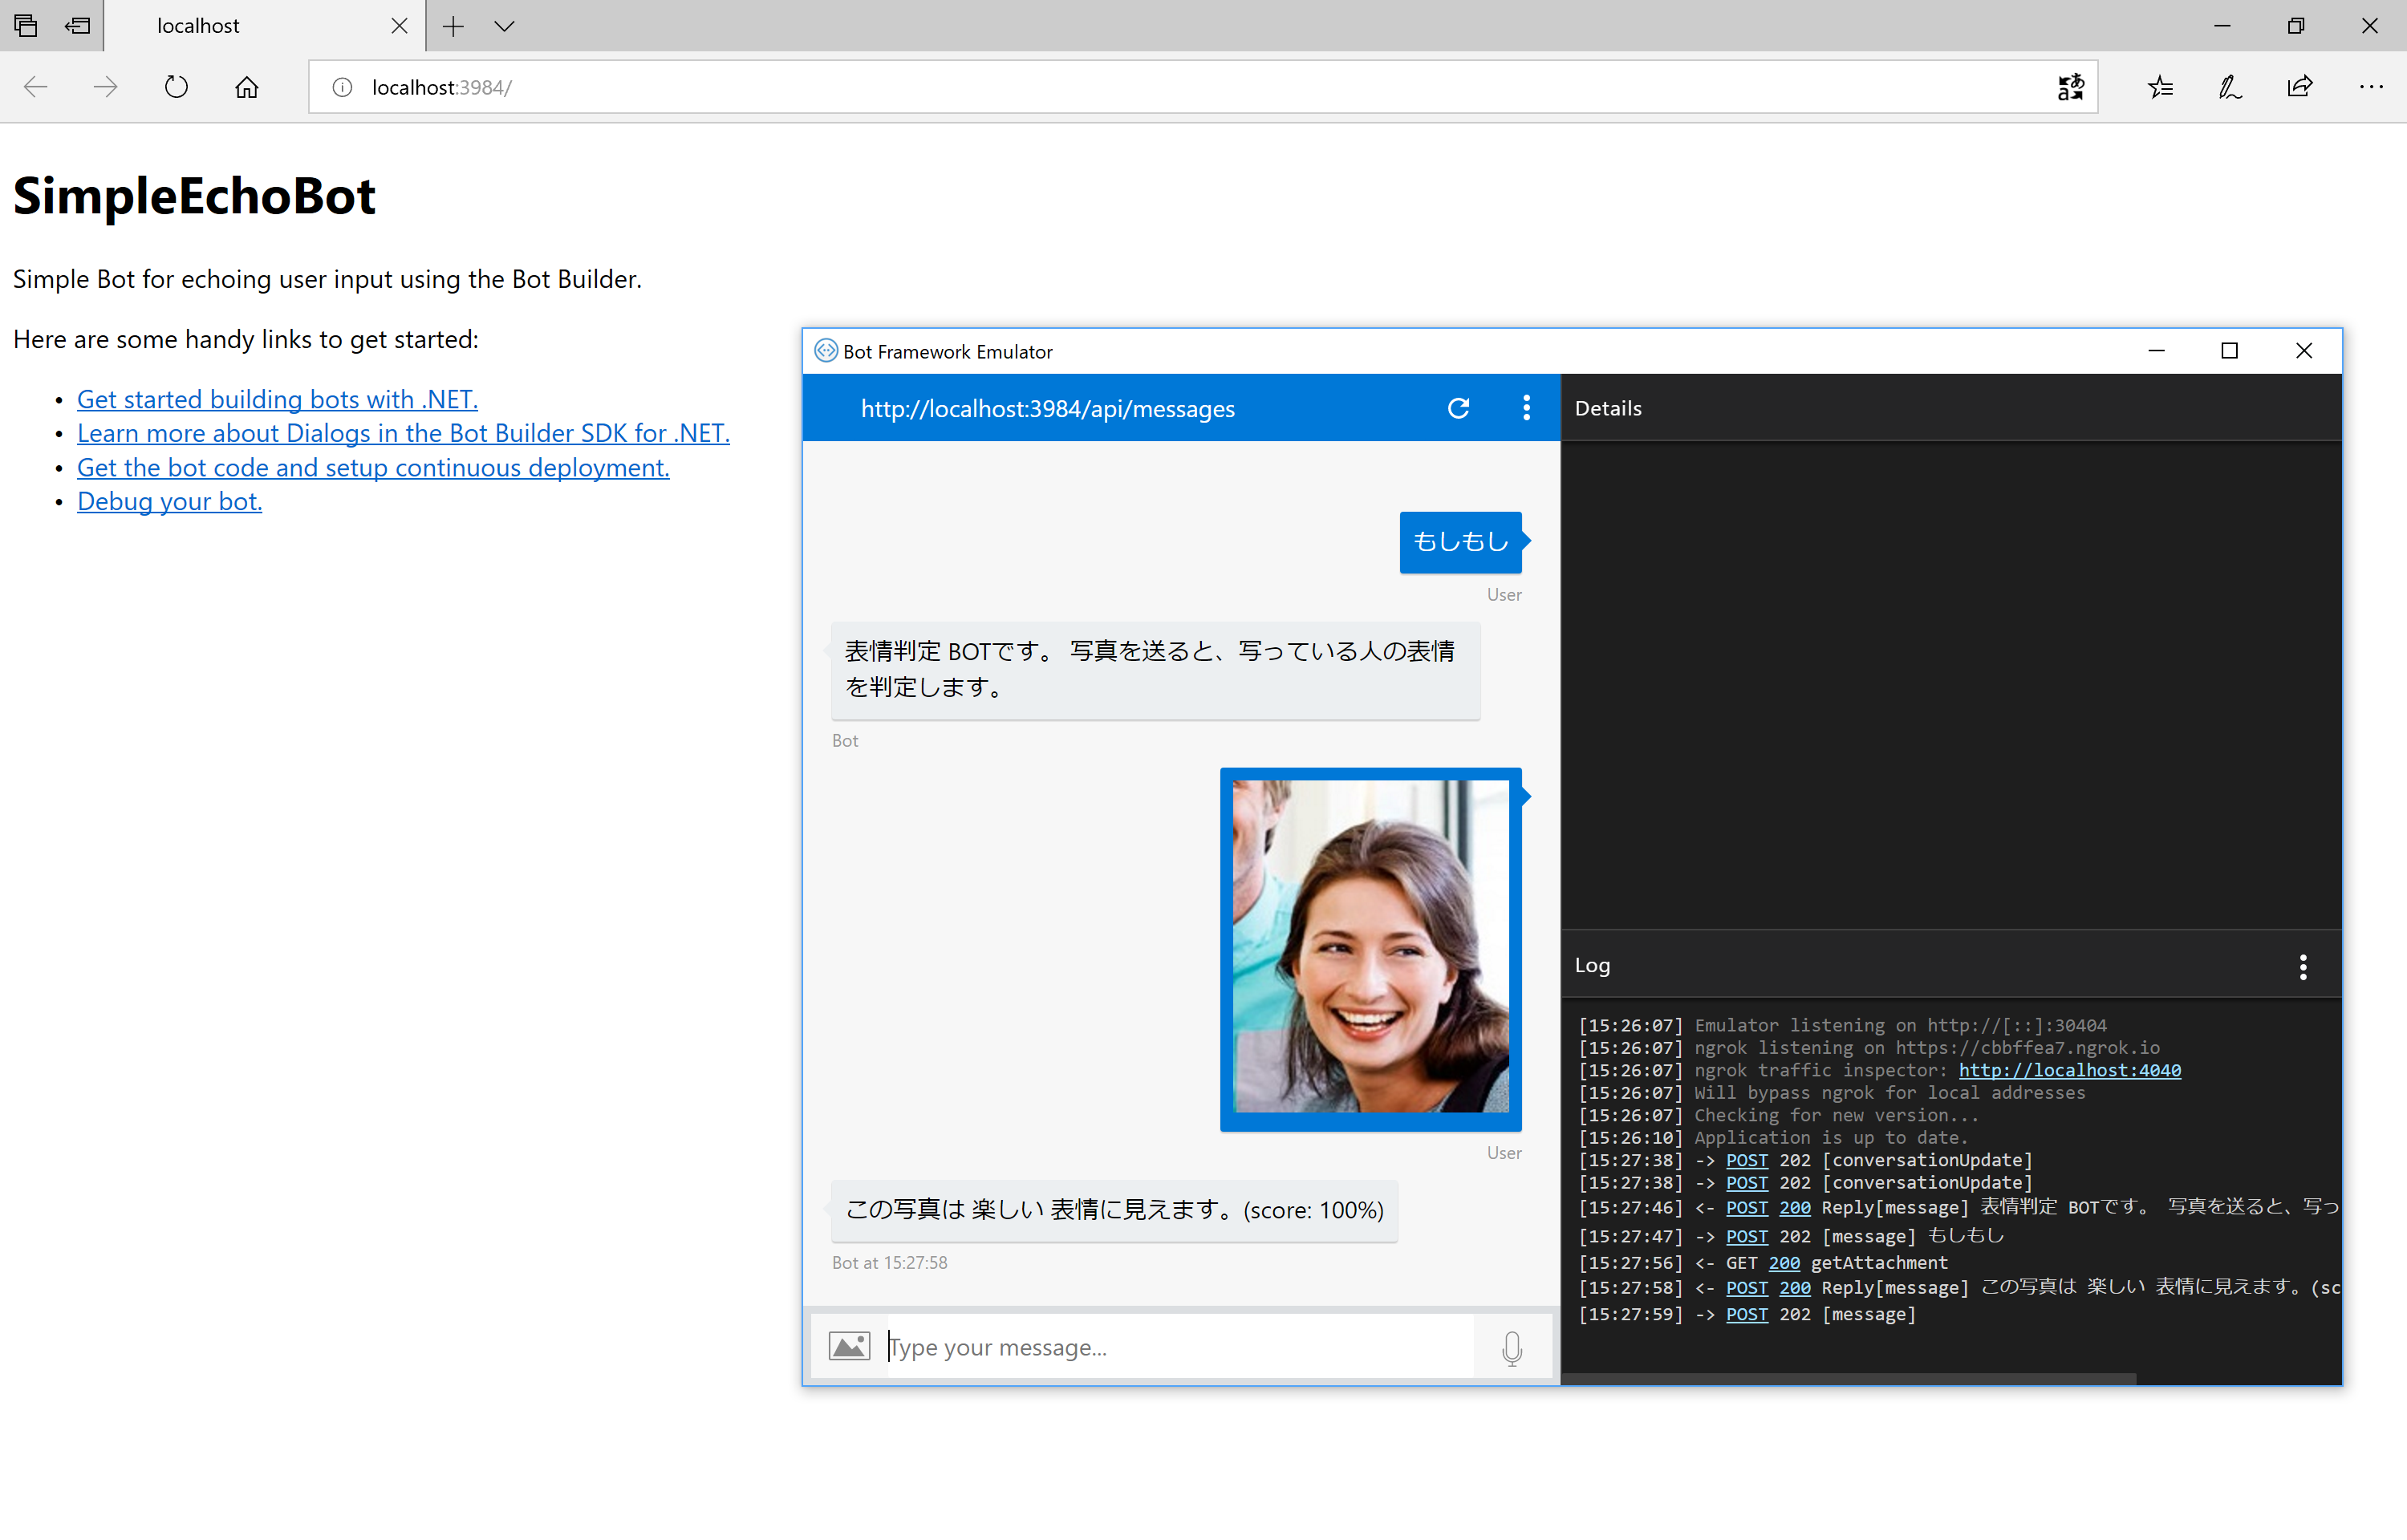 localhost
localhost:3984/
SimpleEchoBot
Simple Bot for echoing user input using the Bot Builder.
Here are some handy links to get started:
• Get started building bots with .NET.
• Learn more about Dialogs in the Bot Builder SDK for .NET.
• Get the bot code and setup continuous deployment.
• Debug your bot.
Bot Framework Emulator
http://localhost:3984/api/messages
もしもし
User
表情判定 BOTです。 写真を送ると、写っている人の表情
を判定します。
Bot
User
この写真は 楽しい 表情に見えます。(score: 100%)
Bot at 15:27:58
Type your message...
Details
Log
[15:26:07] Emulator listening on http://[::]:30404
[15:26:07] ngrok listening on https://cbbffea7.ngrok.io
[15:26:07] ngrok traffic inspector: http://localhost:4040
[15:26:07] Will bypass ngrok for local addresses
[15:26:07] Checking for new version...
[15:26:10] Application is up to date.
[15:27:38] -> POST 202 [conversationUpdate]
[15:27:38] -> POST 202 [conversationUpdate]
[15:27:46] <- POST 200 Reply[message] 表情判定 BOTです。 写真を送ると、写っ
[15:27:47] -> POST 202 [message] もしもし
[15:27:56] <- GET 200 getAttachment
[15:27:58] <- POST 200 Reply[message] この写真は 楽しい 表情に見えます。(sc
[15:27:59] -> POST 202 [message]